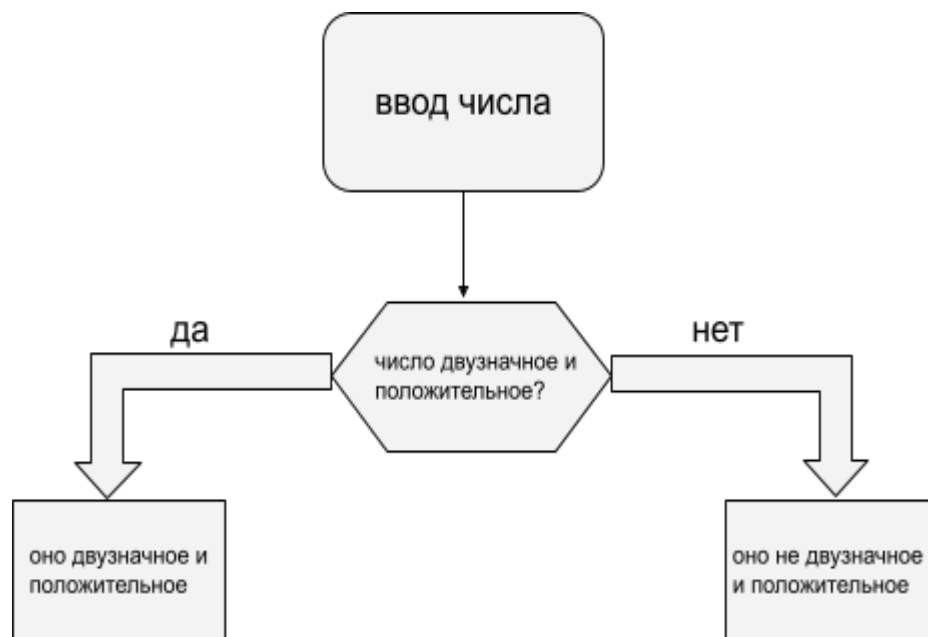 ввод числа
да
нет
число двузначное и
положительное?
оно двузначное и
положительное
оно не двузначное
и положительное